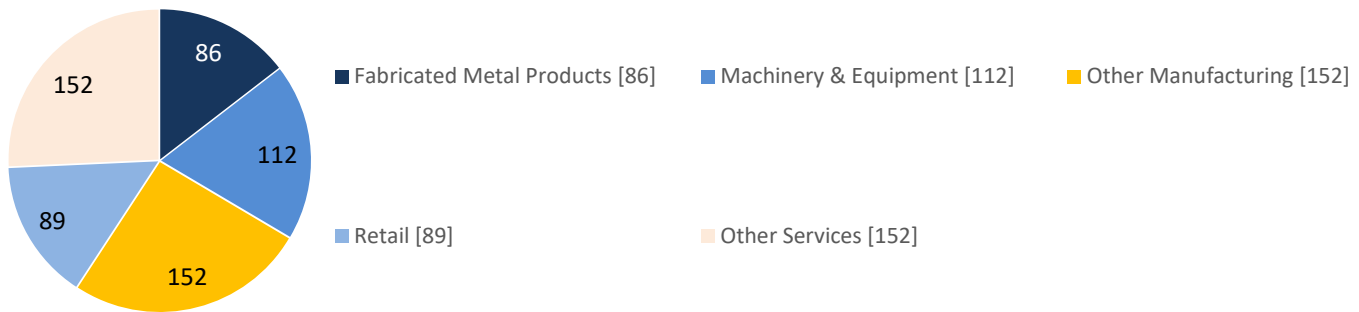 86
112
152
89
152
Fabricated Metal Products [86]
Machinery & Equipment [112]
Other Manufacturing [152]
Retail [89]
Other Services [152]